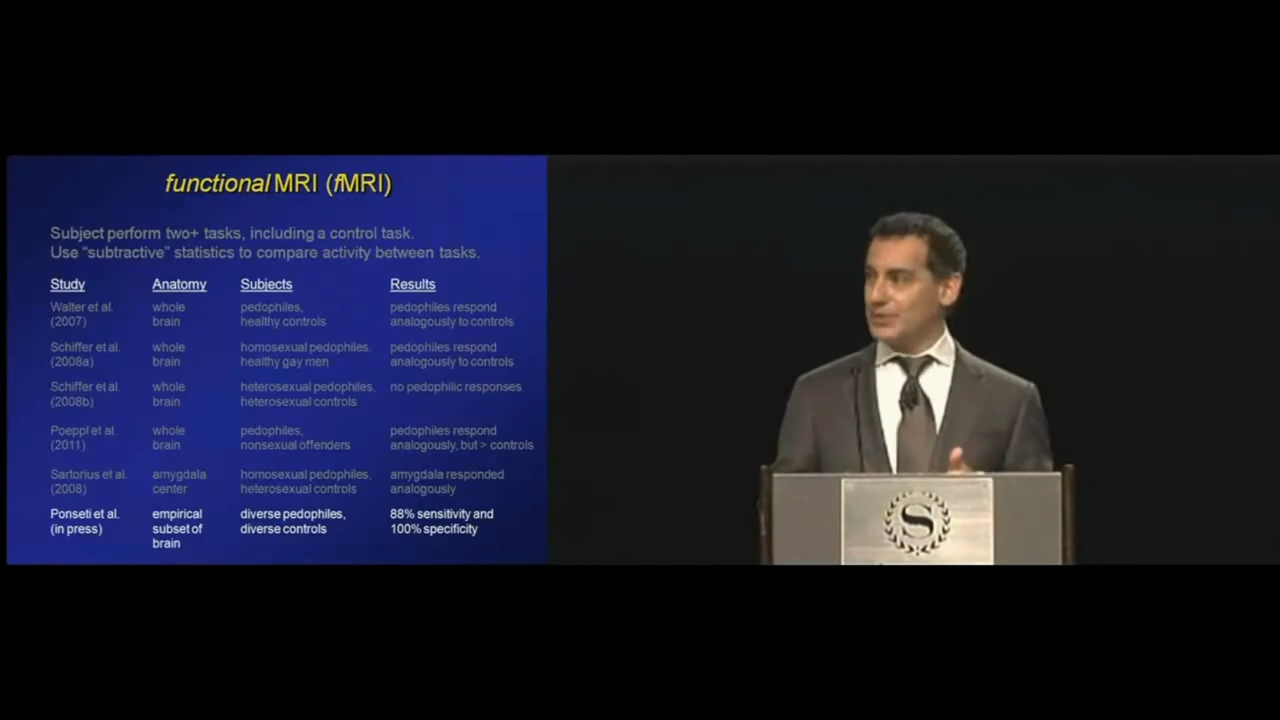 functional MRI (fMRI)
Subject perform two+ tasks, including a control task.
Use “subtractive” statistics to compare activity between tasks.
Study Anatomy Subjects Results
Walter et al. whole pedophiles, pedophiles respond
(2007) brain healthy controls analogously to controls
Schiffer et al. whole homosexual pedophiles. pedophiles respond
(2008a) brain healthy gay men analogously to controls
Schiffer et al. whole heterosexual pedophiles, no pedophilic responses
(2008b) brain heterosexual controls
Poeppl et al. whole pedophiles, pedophiles respond
(2011) brain nonsexual offenders analogously, but > controls
Sartorius et al. amygdala homosexual pedophiles, amygdala responded
(2008) center heterosexual controls analogously
Ponseti et al. empirical diverse pedophiles, 88% sensitivity and
(in press) subset of diverse controls 100% specificity
brain
S